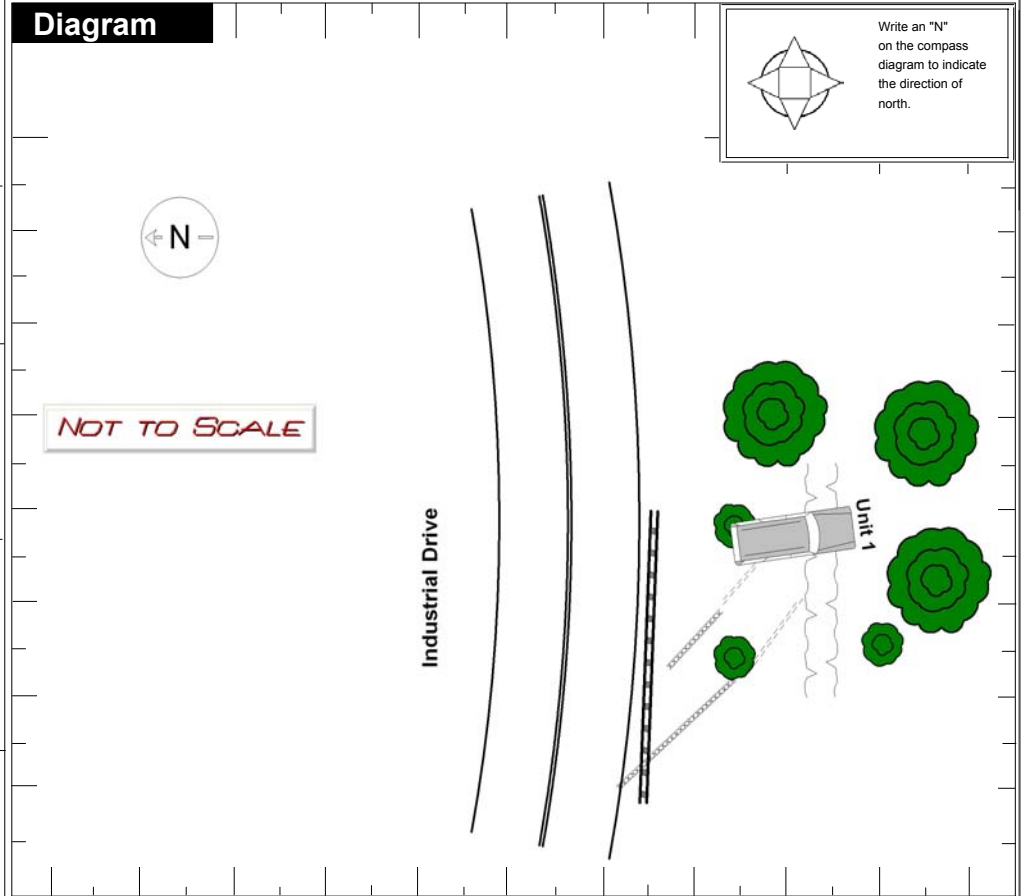 Diagram
Write an "N"
on the compass
diagram to indicate
the direction of
north.
N
NOT TO SCALE
Industrial Drive
Unit 1